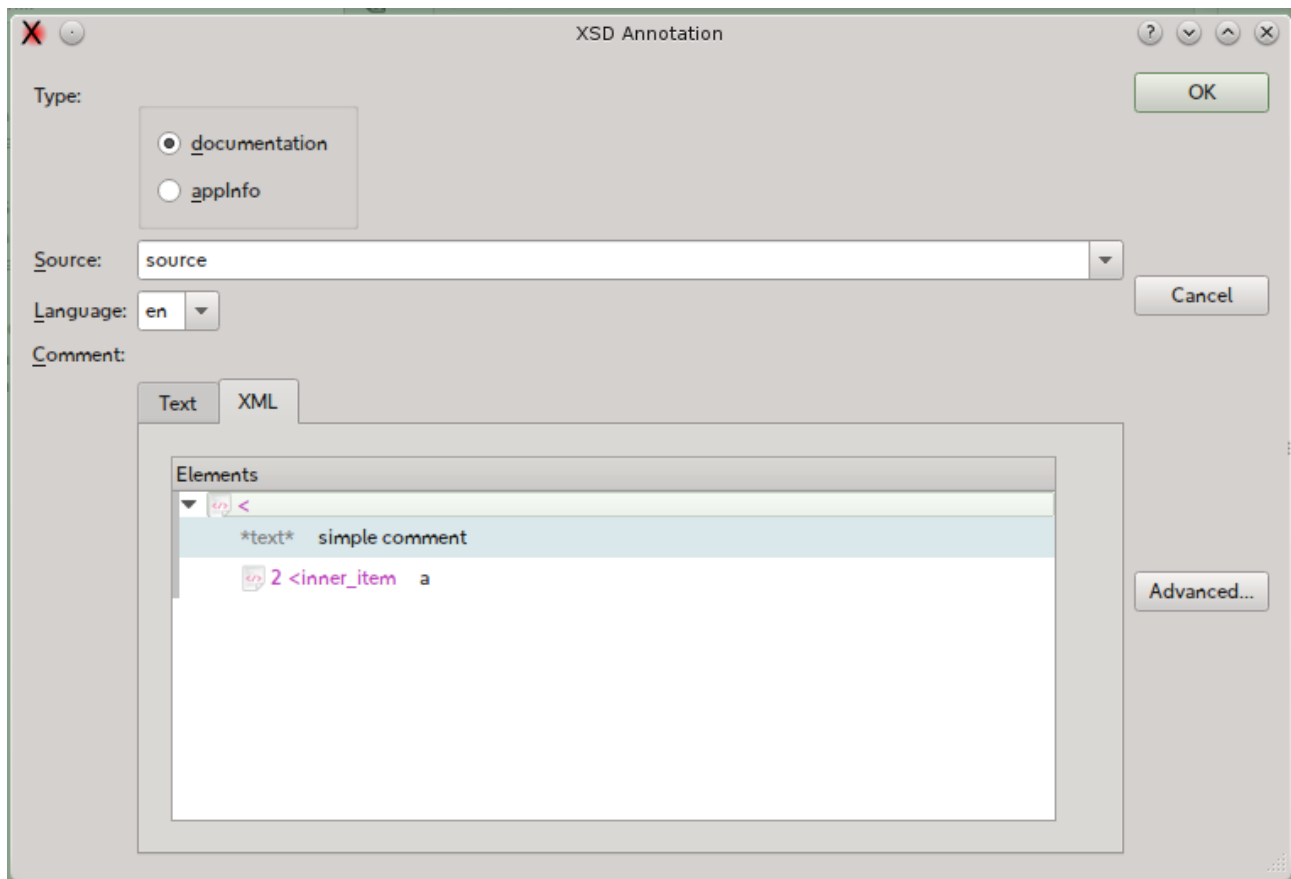 XSD Annotation
Type:
OK
documentation
appInfo
Source: source
Cancel
Language: en
Comment:
Text XML
Elements
<
*text* simple comment
2 <inner_item a
Advanced...